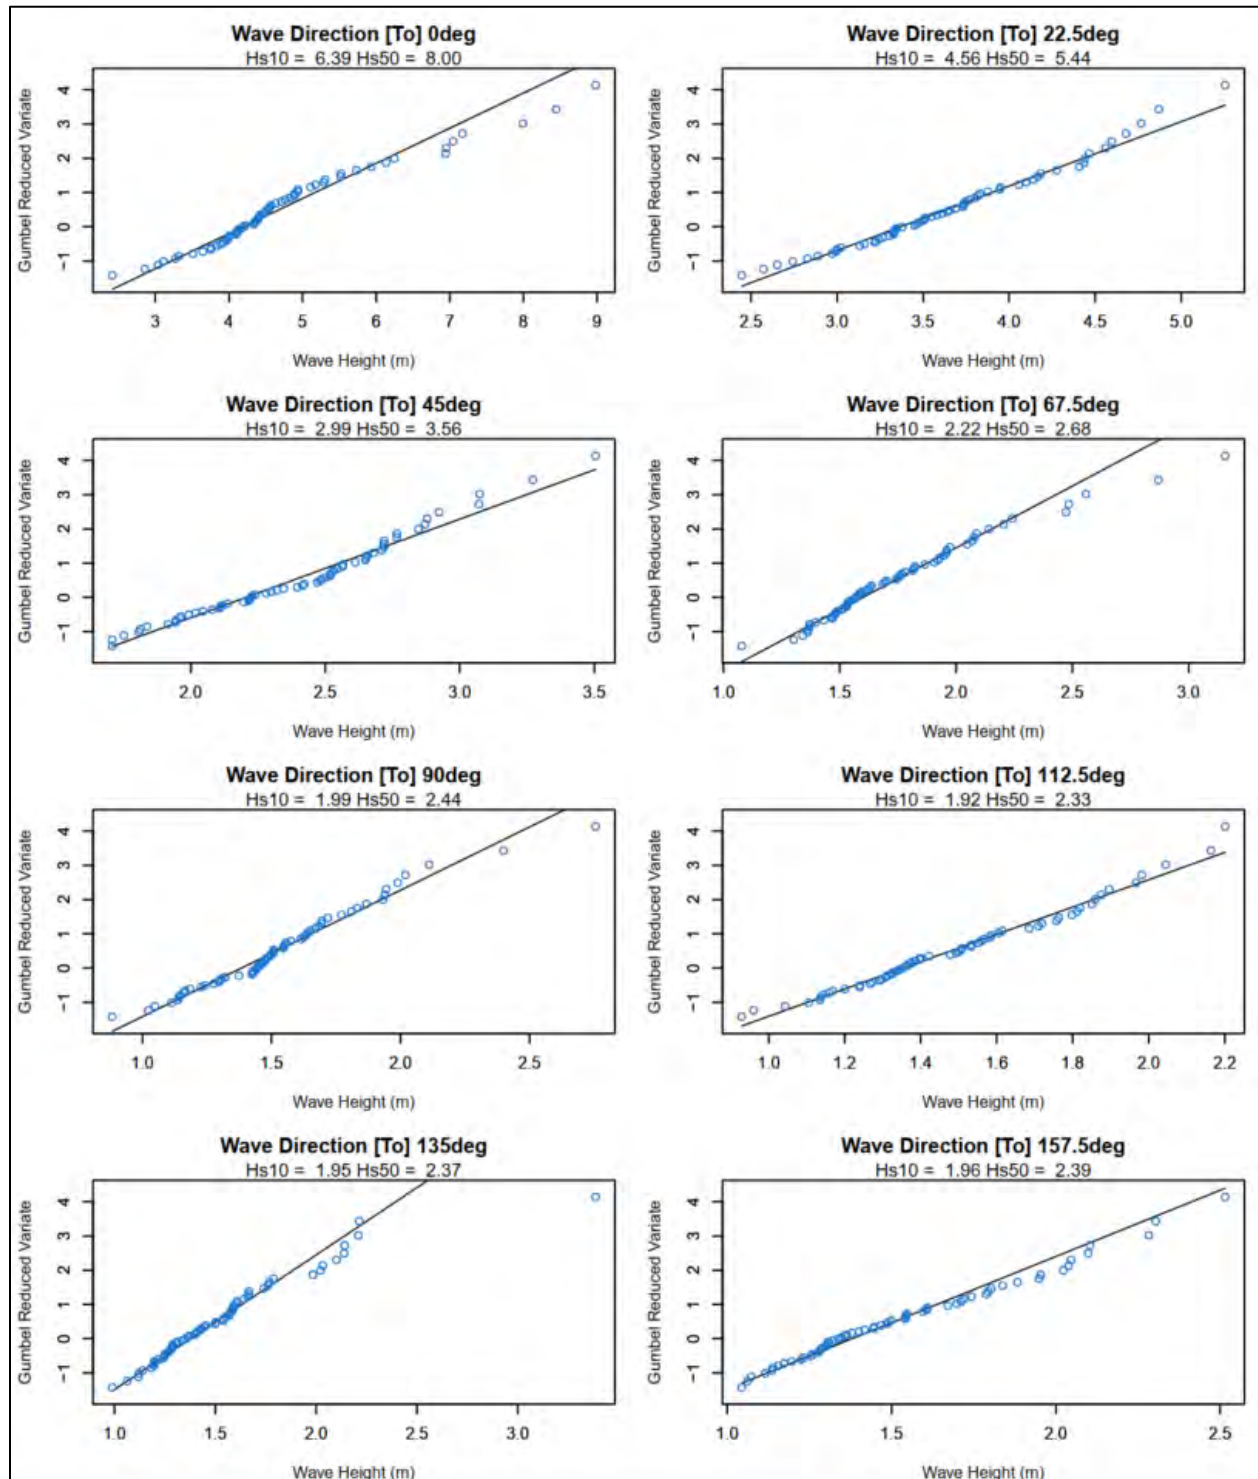 Wave Direction [To] 0deg
Hs10 = 6.39 Hs50 = 8.00
Gumbel Reduced Variate
4
3
2
1
0
−1
3 4 5 6 7 8 9
Wave Height (m)
Wave Direction [To] 22.5deg
Hs10 = 4.56 Hs50 = 5.44
Gumbel Reduced Variate
4
3
2
1
0
−1
2.5 3.0 3.5 4.0 4.5 5.0
Wave Height (m)
Wave Direction [To] 45deg
Hs10 = 2.99 Hs50 = 3.56
Gumbel Reduced Variate
4
3
2
1
0
−1
2.0 2.5 3.0 3.5
Wave Height (m)
Wave Direction [To] 67.5deg
Hs10 = 2.22 Hs50 = 2.68
Gumbel Reduced Variate
4
3
2
1
0
−1
1.0 1.5 2.0 2.5 3.0
Wave Height (m)
Wave Direction [To] 90deg
Hs10 = 1.99 Hs50 = 2.44
Gumbel Reduced Variate
4
3
2
1
0
−1
1.0 1.5 2.0 2.5
Wave Height (m)
Wave Direction [To] 112.5deg
Hs10 = 1.92 Hs50 = 2.33
Gumbel Reduced Variate
4
3
2
1
0
−1
1.0 1.2 1.4 1.6 1.8 2.0 2.2
Wave Height (m)
Wave Direction [To] 135deg
Hs10 = 1.95 Hs50 = 2.37
Gumbel Reduced Variate
4
3
2
1
0
−1
1.0 1.5 2.0 2.5 3.0
Wave Height (m)
Wave Direction [To] 157.5deg
Hs10 = 1.96 Hs50 = 2.39
Gumbel Reduced Variate
4
3
2
1
0
−1
1.0 1.5 2.0 2.5
Wave Height (m)